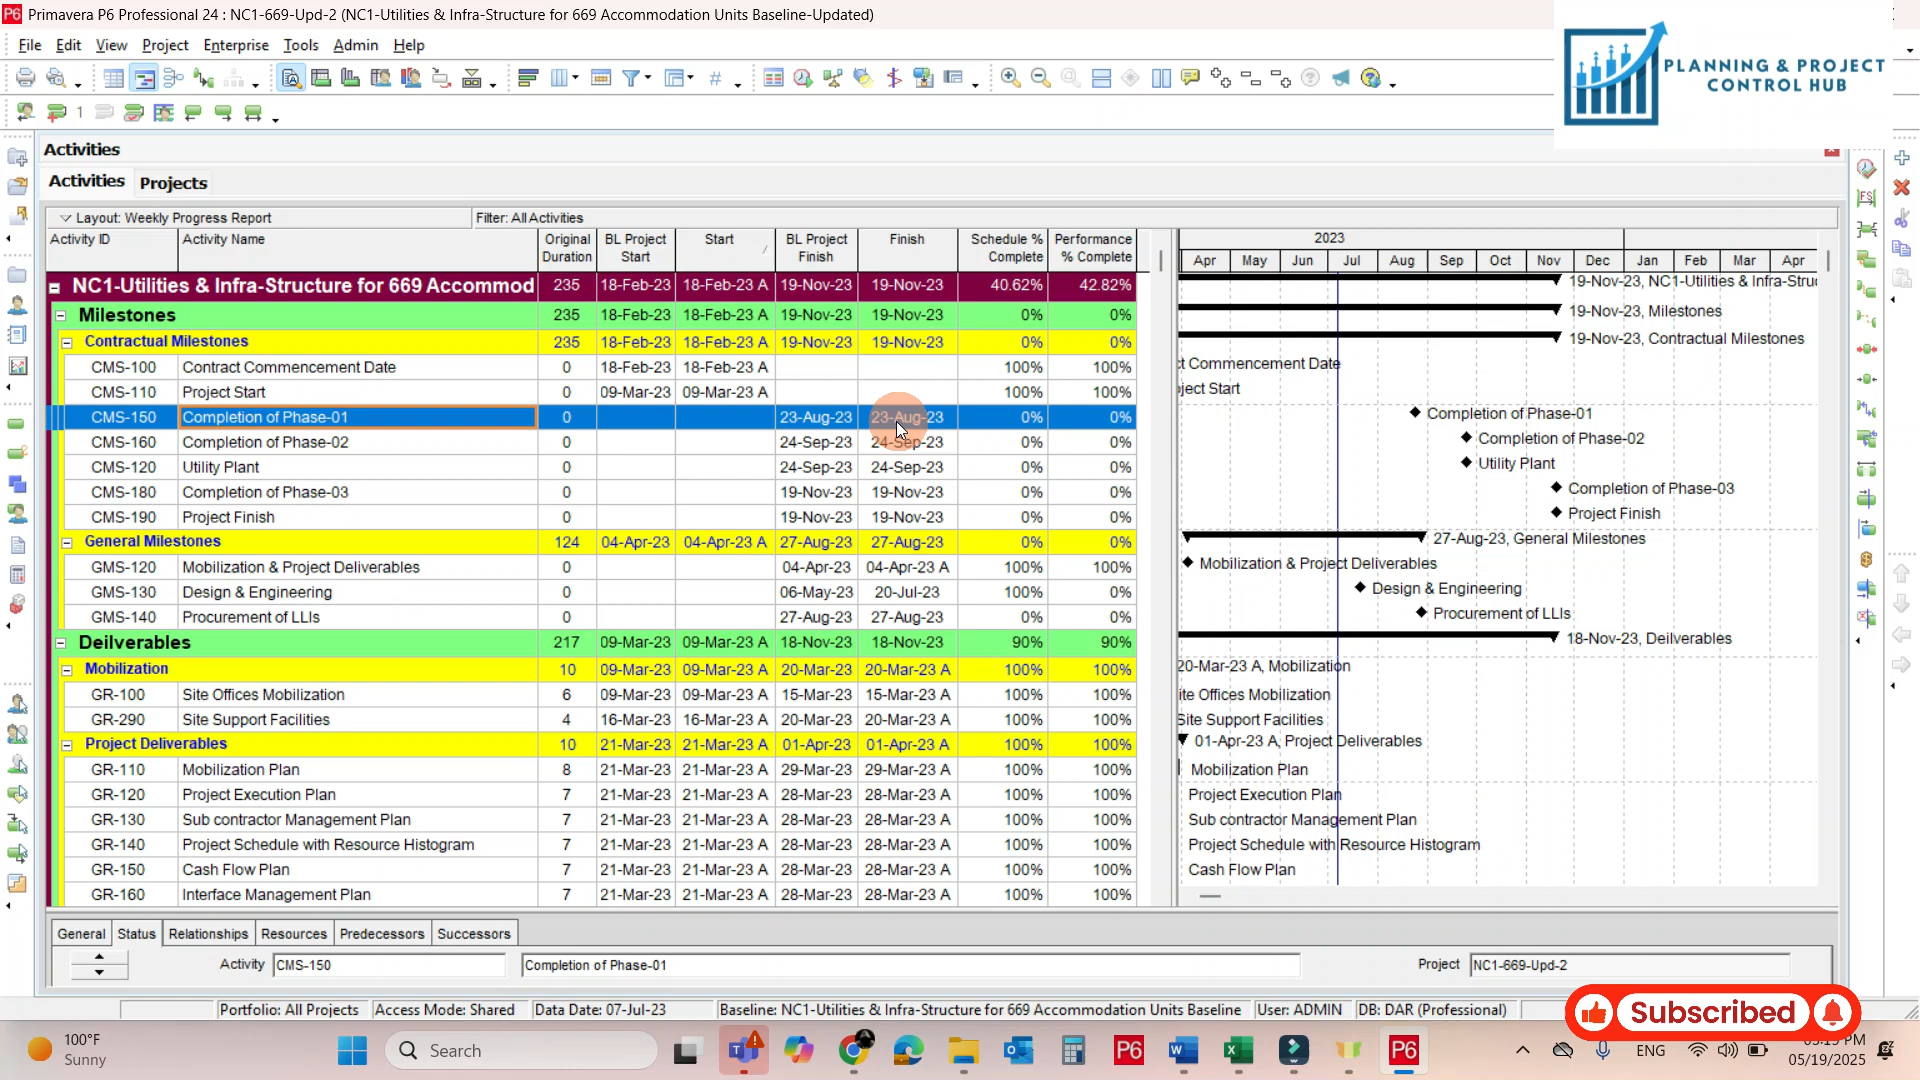 Primavera P6 Professional 24 : NC1-669-Upd-2 (NC1-Utilities & Infra-Structure for 669 Accommodation Units Baseline-Updated)
File Edit View Project Enterprise Tools Admin Help
PLANNING & PROJECT
CONTROL HUB
1
Activities
Activities Projects
Layout: Weekly Progress Report Filter: All Activities
Activity ID Activity Name Original Duration BL Project Start Start BL Project Finish Finish Schedule % Complete Performance % Complete
NC1-Utilities & Infra-Structure for 669 Accommod 235 18-Feb-23 18-Feb-23 A 19-Nov-23 19-Nov-23 40.62% 42.82%
Milestones 235 18-Feb-23 18-Feb-23 A 19-Nov-23 19-Nov-23 0% 0%
Contractual Milestones 235 18-Feb-23 18-Feb-23 A 19-Nov-23 19-Nov-23 0% 0%
CMS-100 Contract Commencement Date 0 18-Feb-23 18-Feb-23 A 100% 100%
CMS-110 Project Start 0 09-Mar-23 09-Mar-23 A 100% 100%
CMS-150 Completion of Phase-01 0 23-Aug-23 23-Aug-23 0% 0%
CMS-160 Completion of Phase-02 0 24-Sep-23 24-Sep-23 0% 0%
CMS-120 Utility Plant 0 24-Sep-23 24-Sep-23 0% 0%
CMS-180 Completion of Phase-03 0 19-Nov-23 19-Nov-23 0% 0%
CMS-190 Project Finish 0 19-Nov-23 19-Nov-23 0% 0%
General Milestones 124 04-Apr-23 04-Apr-23 A 27-Aug-23 27-Aug-23 0% 0%
GMS-120 Mobilization & Project Deliverables 0 04-Apr-23 04-Apr-23 A 100% 100%
GMS-130 Design & Engineering 0 06-May-23 20-Jul-23 100% 0%
GMS-140 Procurement of LLIs 0 27-Aug-23 27-Aug-23 0% 0%
Deilverables 217 09-Mar-23 09-Mar-23 A 18-Nov-23 18-Nov-23 90% 90%
Mobilization 10 09-Mar-23 09-Mar-23 A 20-Mar-23 20-Mar-23 A 100% 100%
GR-100 Site Offices Mobilization 6 09-Mar-23 09-Mar-23 A 15-Mar-23 15-Mar-23 A 100% 100%
GR-290 Site Support Facilities 4 16-Mar-23 16-Mar-23 A 20-Mar-23 20-Mar-23 A 100% 100%
Project Deliverables 10 21-Mar-23 21-Mar-23 A 01-Apr-23 01-Apr-23 A 100% 100%
GR-110 Mobilization Plan 8 21-Mar-23 21-Mar-23 A 29-Mar-23 29-Mar-23 A 100% 100%
GR-120 Project Execution Plan 7 21-Mar-23 21-Mar-23 A 28-Mar-23 28-Mar-23 A 100% 100%
GR-130 Sub contractor Management Plan 7 21-Mar-23 21-Mar-23 A 28-Mar-23 28-Mar-23 A 100% 100%
GR-140 Project Schedule with Resource Histogram 7 21-Mar-23 21-Mar-23 A 28-Mar-23 28-Mar-23 A 100% 100%
GR-150 Cash Flow Plan 7 21-Mar-23 21-Mar-23 A 28-Mar-23 28-Mar-23 A 100% 100%
GR-160 Interface Management Plan 7 21-Mar-23 21-Mar-23 A 28-Mar-23 28-Mar-23 A 100% 100%
2023
Apr May Jun Jul Aug Sep Oct Nov Dec Jan Feb Mar Apr
19-Nov-23, NC1-Utilities & Infra-Stru
19-Nov-23, Milestones
19-Nov-23, Contractual Milestones
ct Commencement Date
oject Start
Completion of Phase-01
Completion of Phase-02
Utility Plant
Completion of Phase-03
Project Finish
27-Aug-23, General Milestones
Mobilization & Project Deliverables
Design & Engineering
Procurement of LLIs
18-Nov-23, Deilverables
20-Mar-23 A, Mobilization
ite Offices Mobilization
Site Support Facilities
01-Apr-23 A, Project Deliverables
Mobilization Plan
Project Execution Plan
Sub contractor Management Plan
Project Schedule with Resource Histogram
Cash Flow Plan
General Status Relationships Resources Predecessors Successors
Activity CMS-150 Completion of Phase-01 Project NC1-669-Upd-2
Portfolio: All Projects Access Mode: Shared Data Date: 07-Jul-23 Baseline: NC1-Utilities & Infra-Structure for 669 Accommodation Units Baseline User: ADMIN DB: DAR (Professional)
Subscribed
100°F
Sunny
Search
ENG
05/19/2025